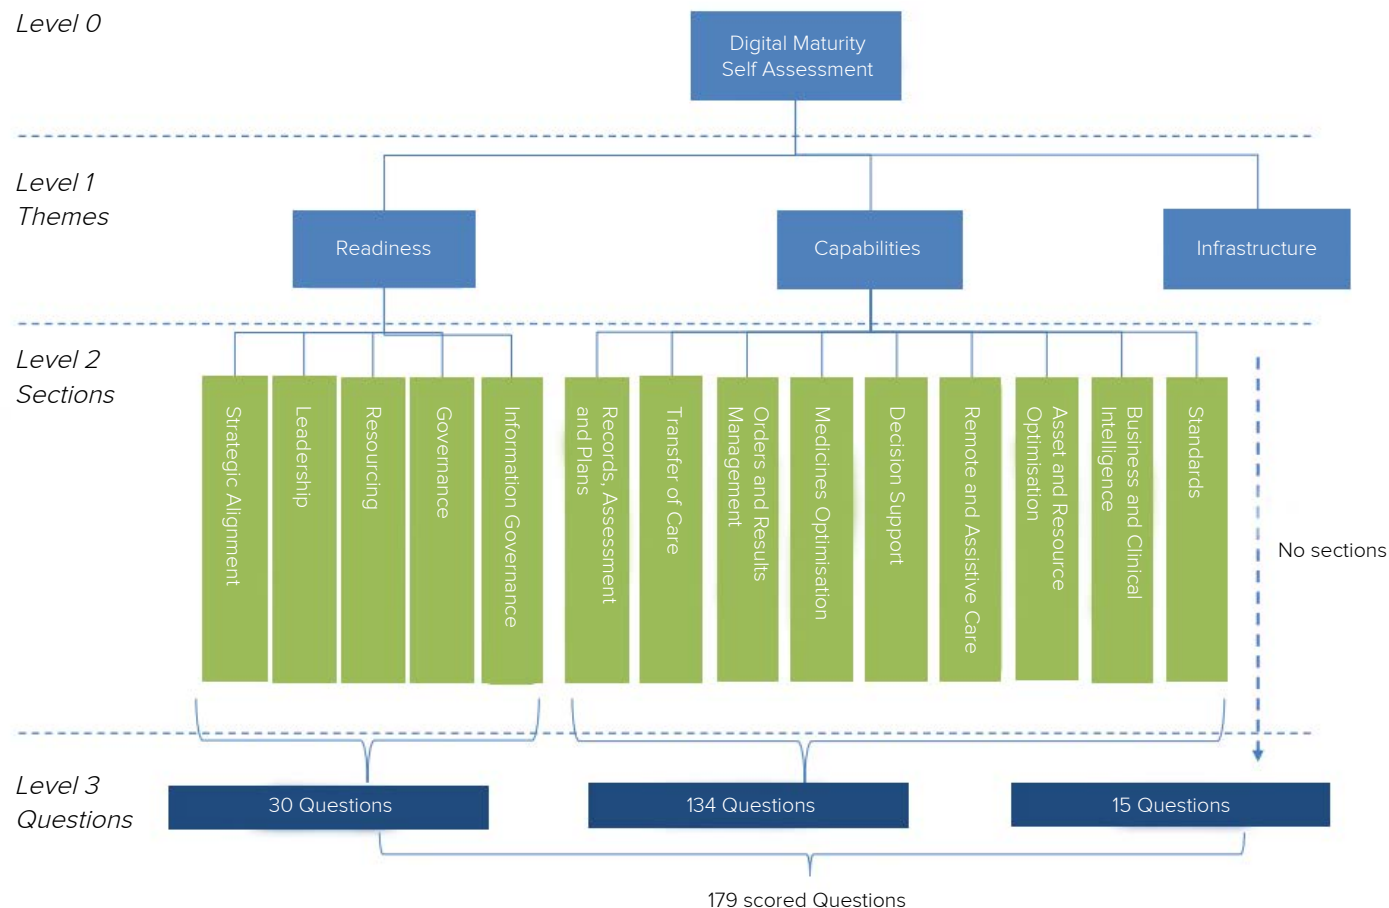 Level 0
Digital Maturity
Self Assessment
Level 1
Themes
Readiness
Capabilities
Infrastructure
Level 2
Sections
Strategic Alignment
Leadership
Resourcing
Governance
Information Governance
Records, Assessment
and Plans
Transfer of Care
Orders and Results
Management
Medicines Optimisation
Decision Support
Remote and Assistive Care
Asset and Resource
Optimisation
Business and Clinical
Intelligence
Standards
No sections
Level 3
Questions
30 Questions
134 Questions
15 Questions
179 scored Questions